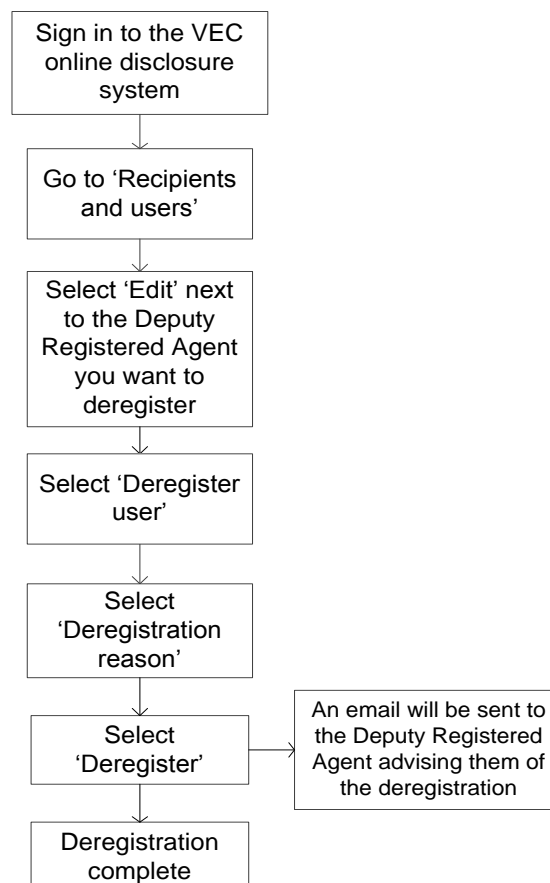 Sign in to the VEC
online disclosure
system
Go to ‘Recipients
and users’
Select ‘Edit’ next
to the Deputy
Registered Agent
you want to
deregister
Select ‘Deregister
user’
Select
‘Deregistration
reason’
Select
‘Deregister’
An email will be sent to
the Deputy Registered
Agent advising them of
the deregistration
Deregistration
complete